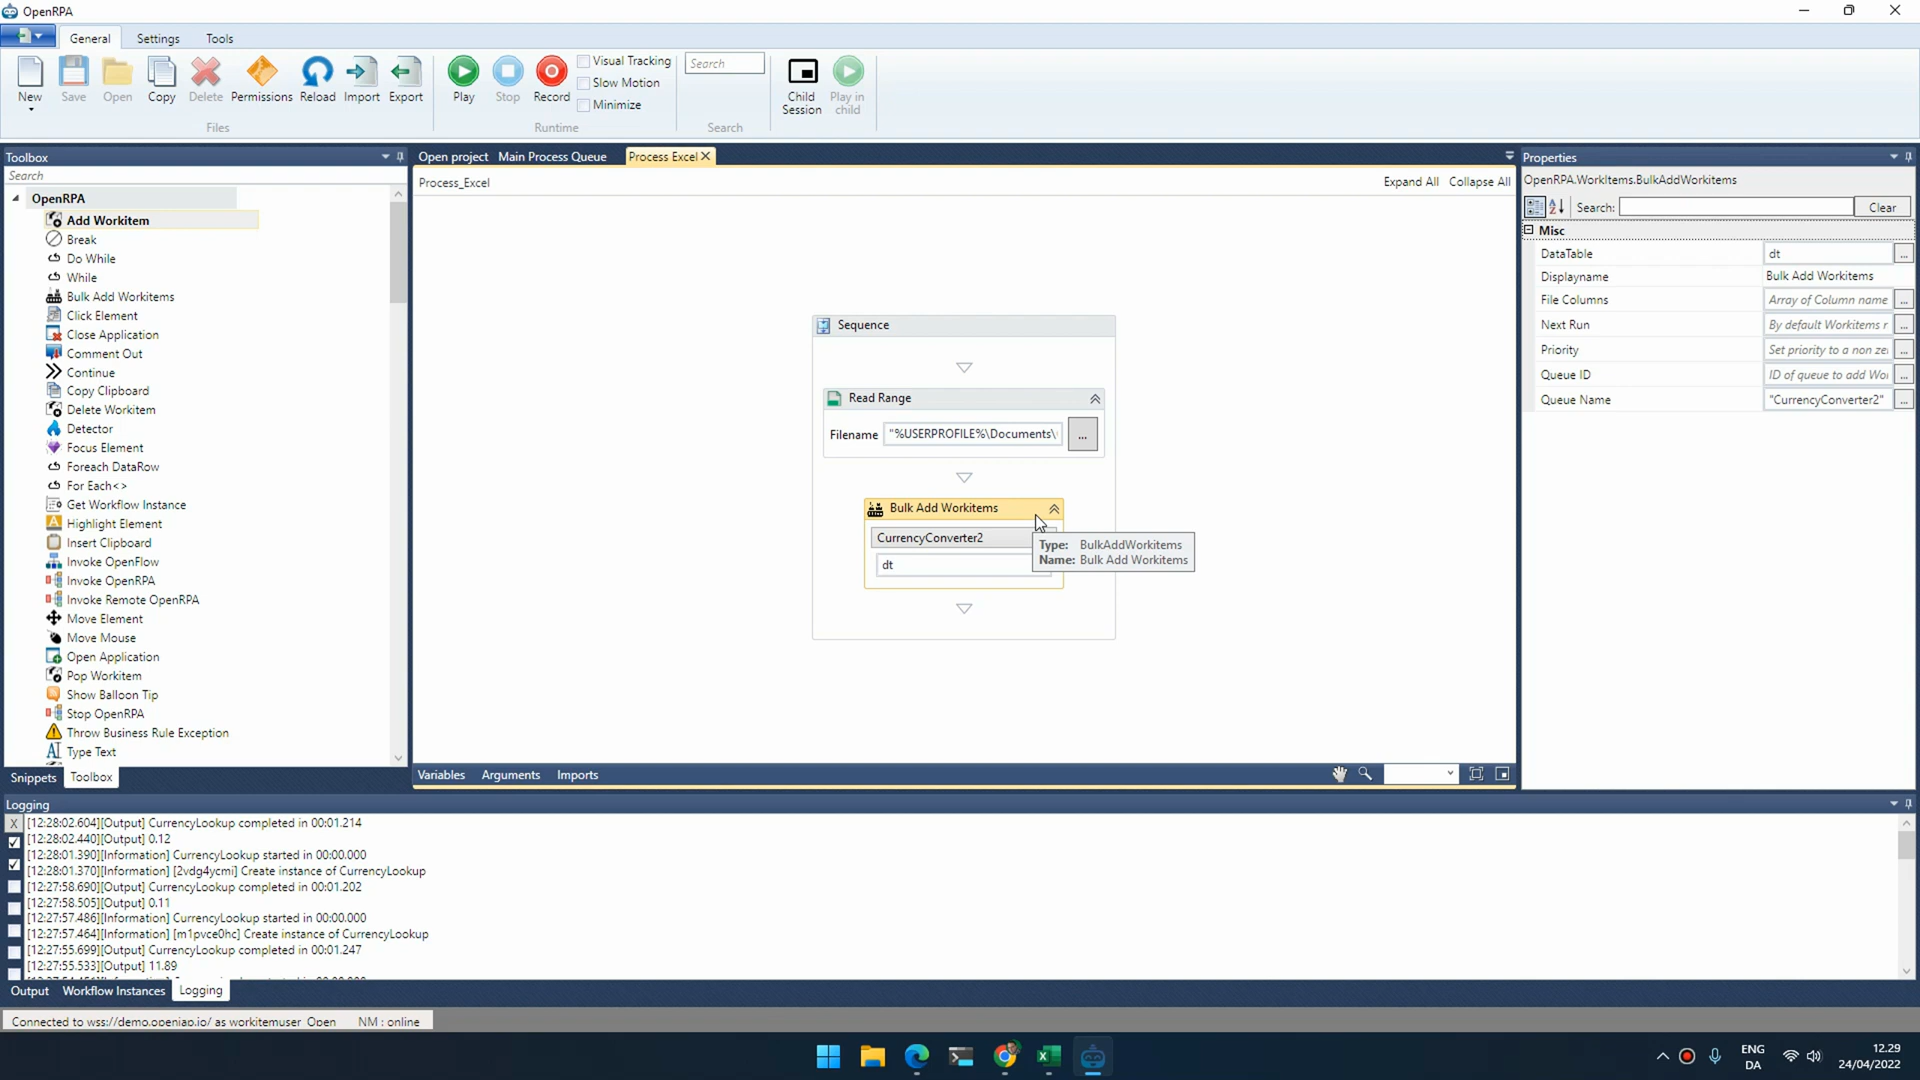 OpenRPA
General Settings Tools
New Save Open Copy Delete Permissions Reload Import Export
Files
Play Stop Record
Visual Tracking
Slow Motion
Minimize
Runtime
Search
Search
Child Session
Play in child
Toolbox
Search
OpenRPA
Add Workitem
Break
Do While
While
Bulk Add Workitems
Click Element
Close Application
Comment Out
Continue
Copy Clipboard
Delete Workitem
Detector
Focus Element
Foreach DataRow
For Each<>
Get Workflow Instance
Highlight Element
Insert Clipboard
Invoke OpenFlow
Invoke OpenRPA
Invoke Remote OpenRPA
Move Element
Move Mouse
Open Application
Pop Workitem
Show Balloon Tip
Stop OpenRPA
Throw Business Rule Exception
Type Text
Snippets Toolbox
Open project Main Process Queue Process Excel X
Process_Excel Expand All Collapse All
Sequence
Read Range
Filename "%USERPROFILE%\Documents\ ...
Bulk Add Workitems
CurrencyConverter2
dt
Type: BulkAddWorkitems
Name: Bulk Add Workitems
Variables Arguments Imports
Properties
OpenRPA.WorkItems.BulkAddWorkitems
Search: Clear
Misc
DataTable dt ...
Displayname Bulk Add Workitems
File Columns Array of Column name ...
Next Run By default Workitems r ...
Priority Set priority to a non ze ...
Queue ID ID of queue to add Wor ...
Queue Name "CurrencyConverter2" ...
Logging
X
[12:28:02.604][Output] CurrencyLookup completed in 00:01.214
[12:28:02.440][Output] 0.12
[12:28:01.390][Information] CurrencyLookup started in 00:00.000
[12:28:01.370][Information] [2vdg4ycmi] Create instance of CurrencyLookup
[12:27:58.690][Output] CurrencyLookup completed in 00:01.202
[12:27:58.505][Output] 0.11
[12:27:57.486][Information] CurrencyLookup started in 00:00.000
[12:27:57.464][Information] [m1pvce0hc] Create instance of CurrencyLookup
[12:27:55.699][Output] CurrencyLookup completed in 00:01.247
[12:27:55.533][Output] 11.89
Output Workflow Instances Logging
Connected to wss://demo.openiap.io/ as workitemuser Open NM : online
ENG
DA
12.29
24/04/2022